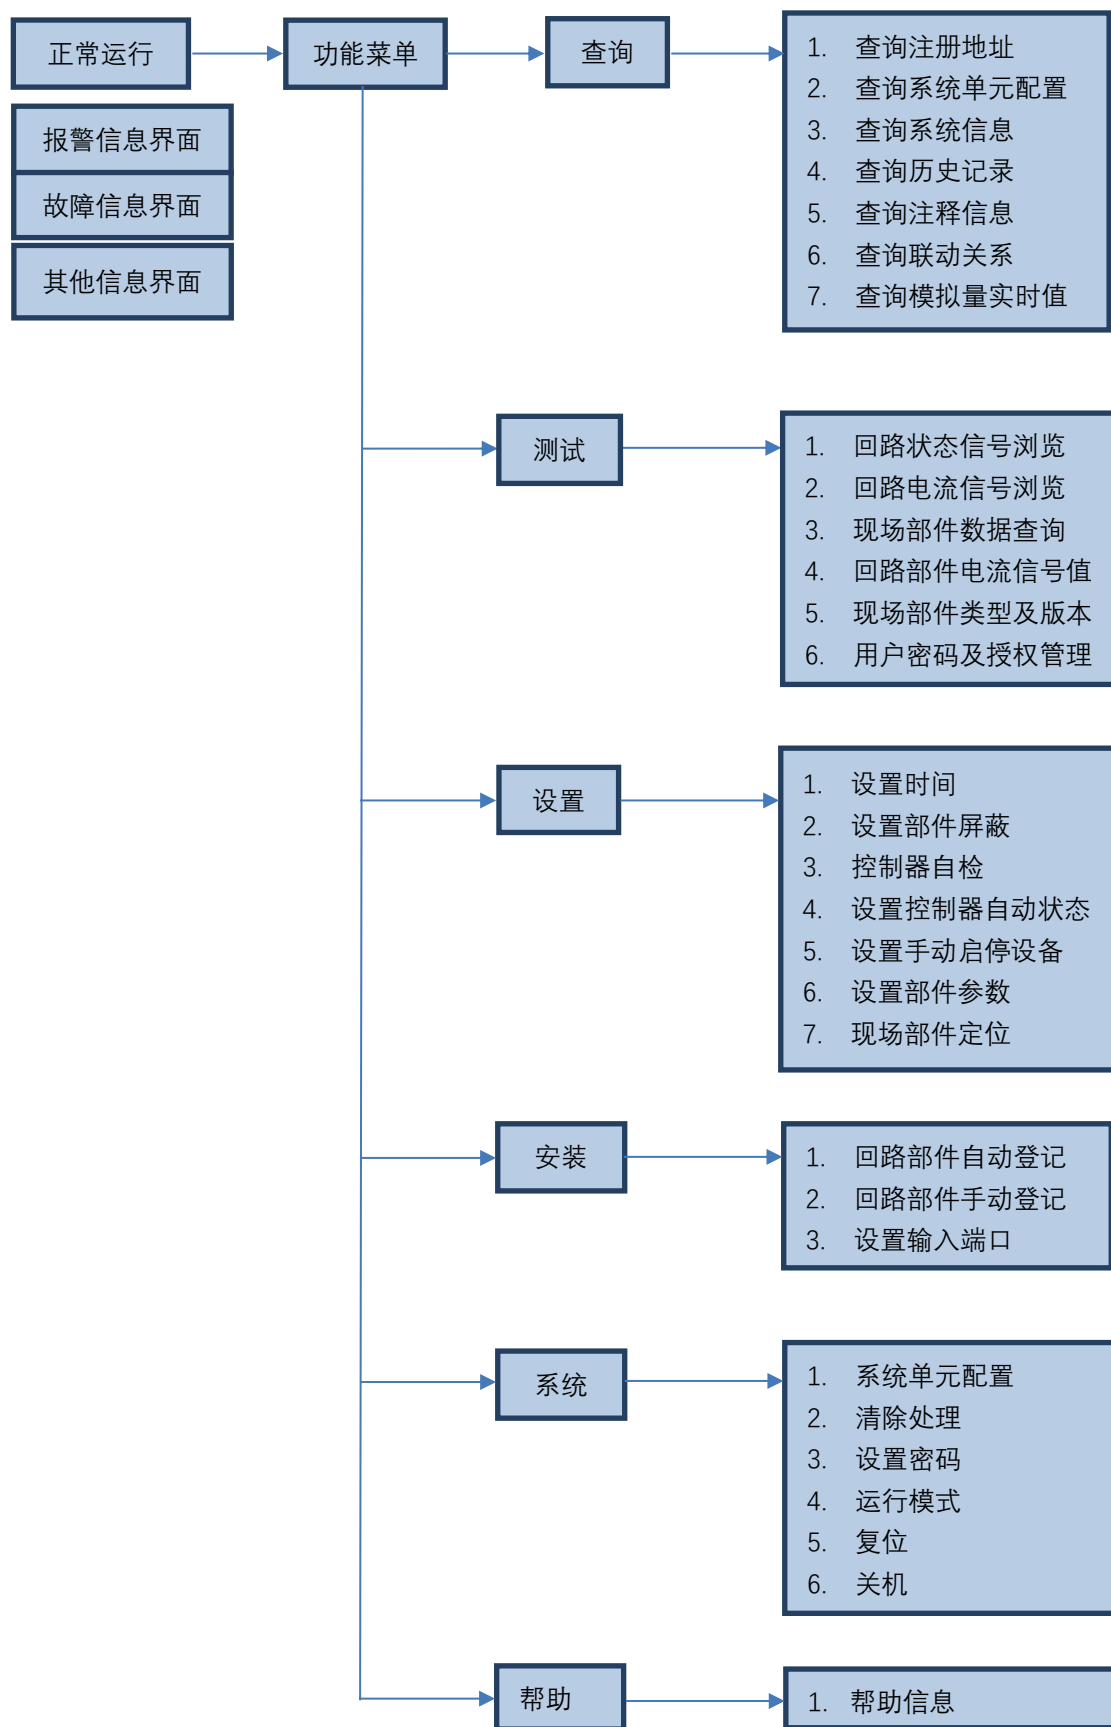 正常运行
功能菜单
查询
1. 查询注册地址
2. 查询系统单元配置
3. 查询系统信息
4. 查询历史记录
5. 查询注释信息
6. 查询联动关系
7. 查询模拟量实时值
报警信息界面
故障信息界面
其他信息界面
测试
1. 回路状态信号浏览
2. 回路电流信号浏览
3. 现场部件数据查询
4. 回路部件电流信号值
5. 现场部件类型及版本
6. 用户密码及授权管理
设置
1. 设置时间
2. 设置部件屏蔽
3. 控制器自检
4. 设置控制器自动状态
5. 设置手动启停设备
6. 设置部件参数
7. 现场部件定位
安装
1. 回路部件自动登记
2. 回路部件手动登记
3. 设置输入端口
系统
1. 系统单元配置
2. 清除处理
3. 设置密码
4. 运行模式
5. 复位
6. 关机
帮助
1. 帮助信息